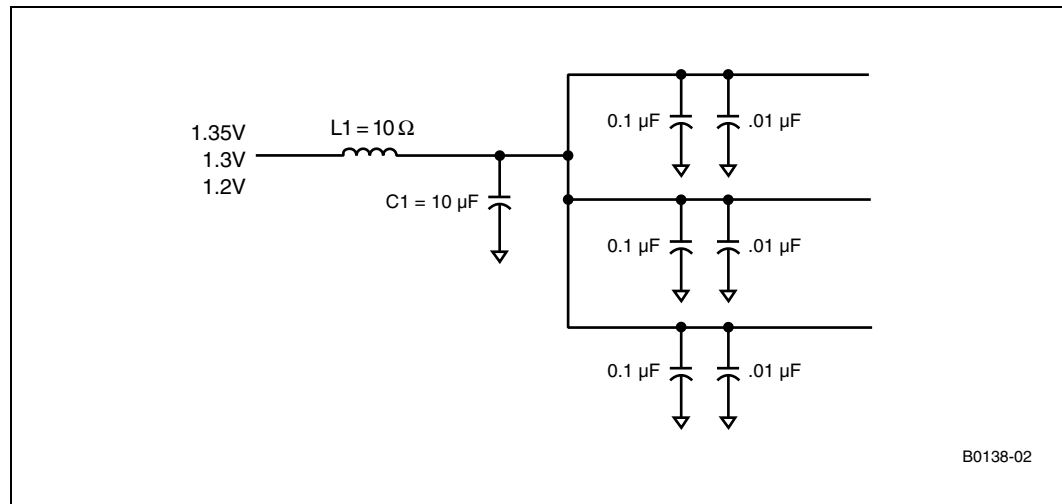 1.35V
1.3V
1.2V
L1 = 10 Ω
C1 = 10 µF
0.1 µF
.01 µF
0.1 µF
.01 µF
0.1 µF
.01 µF
B0138-02